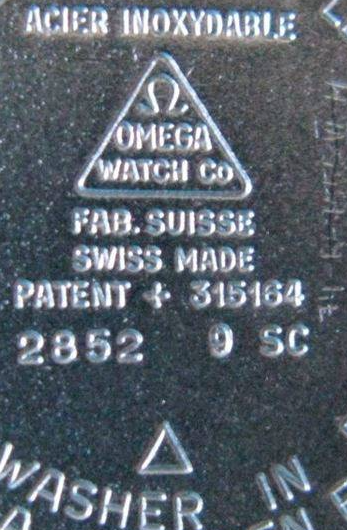 ACIER INOXYDABLE
Ω
OMEGA
WATCH Co
FAB. SUISSE
SWISS MADE
PATENT + 315164
2852 9 SC
WASHER IN